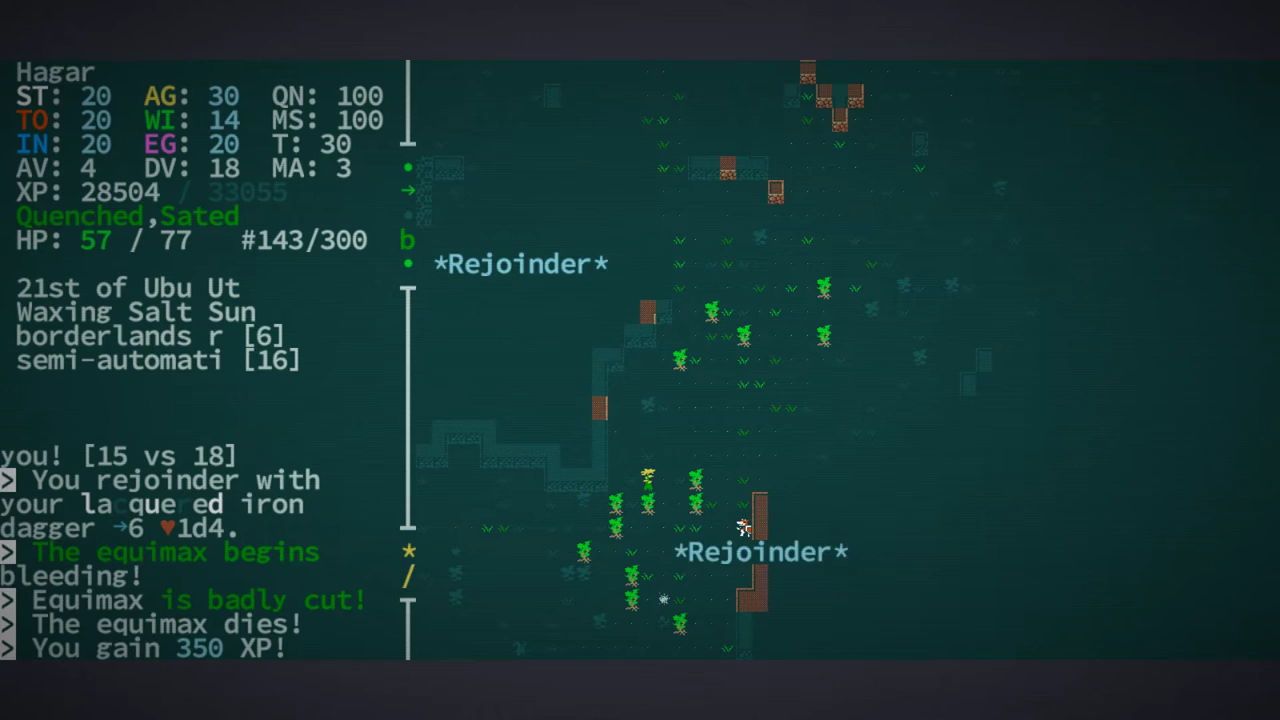 Hagar
ST: 20 AG: 30 QN: 100
TO: 20 WI: 14 MS: 100
IN: 20 EG: 20 T: 30
AV: 4 DV: 18 MA: 3
XP: 28504 / 33055
Quenched,Sated
HP: 57 / 77 #143/300
b
*Rejoinder*
21st of Ubu Ut
Waxing Salt Sun
borderlands r [6]
semi-automati [16]
you! [15 vs 18]
> You rejoinder with
your lacquered iron
dagger →6 ♥1d4.
*Rejoinder*
> The equimax begins
bleeding!
> Equimax is badly cut!
> The equimax dies!
> You gain 350 XP!